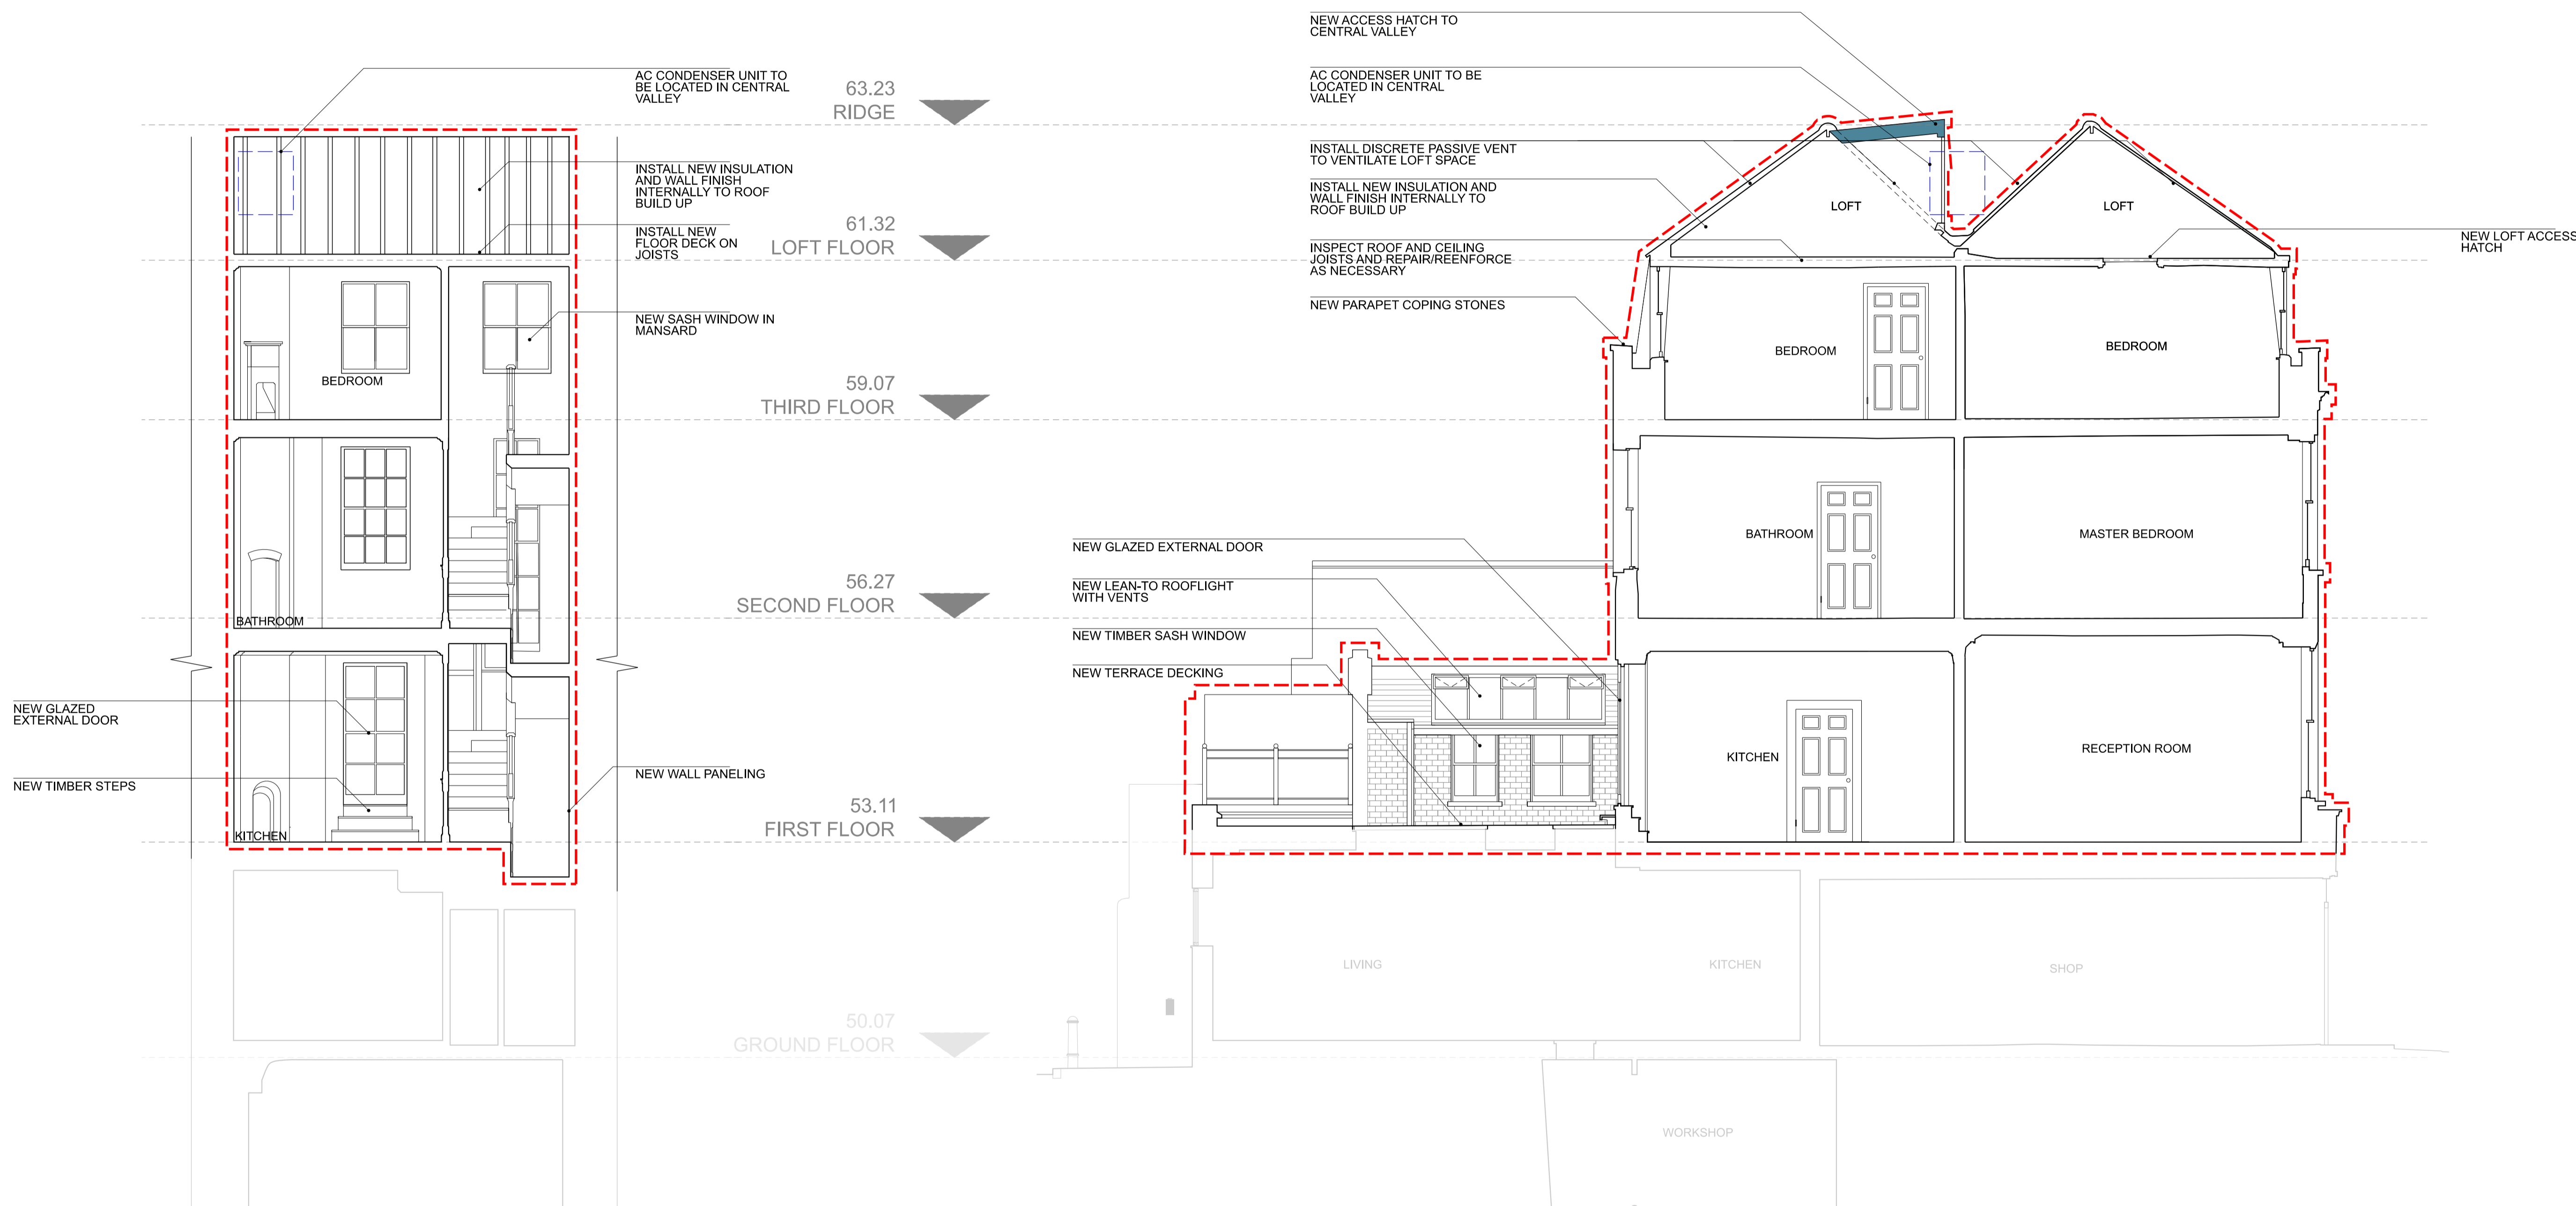 AC CONDENSER UNIT TO
BE LOCATED IN CENTRAL
VALLEY
INSTALL NEW INSULATION
AND WALL FINISH
INTERNALLY TO ROOF
BUILD UP
INSTALL NEW
FLOOR DECK ON
JOISTS
NEW SASH WINDOW IN
MANSARD
BEDROOM
BATHROOM
NEW GLAZED
EXTERNAL DOOR
NEW TIMBER STEPS
KITCHEN
NEW WALL PANELING
63.23
RIDGE
61.32
LOFT FLOOR
59.07
THIRD FLOOR
56.27
SECOND FLOOR
53.11
FIRST FLOOR
50.07
GROUND FLOOR
NEW ACCESS HATCH TO
CENTRAL VALLEY
AC CONDENSER UNIT TO BE
LOCATED IN CENTRAL
VALLEY
INSTALL DISCRETE PASSIVE VENT
TO VENTILATE LOFT SPACE
INSTALL NEW INSULATION AND
WALL FINISH INTERNALLY TO
ROOF BUILD UP
INSPECT ROOF AND CEILING
JOISTS AND REPAIR/REENFORCE
AS NECESSARY
NEW PARAPET COPING STONES
LOFT
LOFT
NEW LOFT ACCESS
HATCH
BEDROOM
BEDROOM
BATHROOM
MASTER BEDROOM
NEW GLAZED EXTERNAL DOOR
NEW LEAN-TO ROOFLIGHT
WITH VENTS
NEW TIMBER SASH WINDOW
NEW TERRACE DECKING
KITCHEN
RECEPTION ROOM
LIVING
KITCHEN
SHOP
WORKSHOP